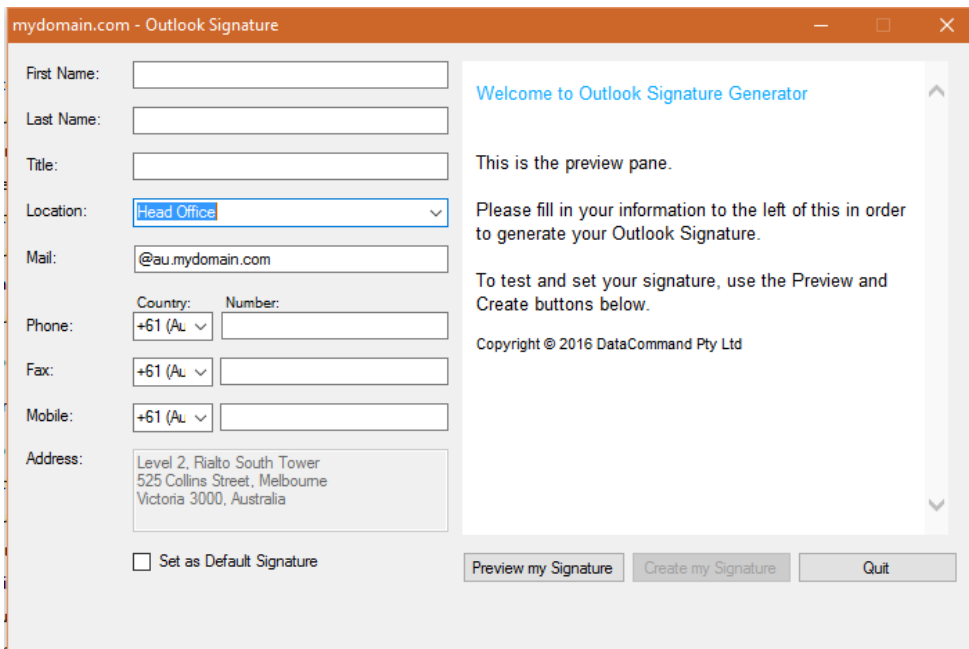 mydomain.com - Outlook Signature
First Name:
Last Name:
Title:
Location:
Head Office
Mail:
@au.mydomain.com
Country:
Number:
Phone:
+61 (Au
Fax:
+61 (Au
Mobile:
+61 (Au
Address:
Level 2, Rialto South Tower
525 Collins Street, Melbourne
Victoria 3000, Australia
Set as Default Signature
Welcome to Outlook Signature Generator
This is the preview pane.
Please fill in your information to the left of this in order
to generate your Outlook Signature.
To test and set your signature, use the Preview and
Create buttons below.
Copyright © 2016 DataCommand Pty Ltd
Preview my Signature
Create my Signature
Quit